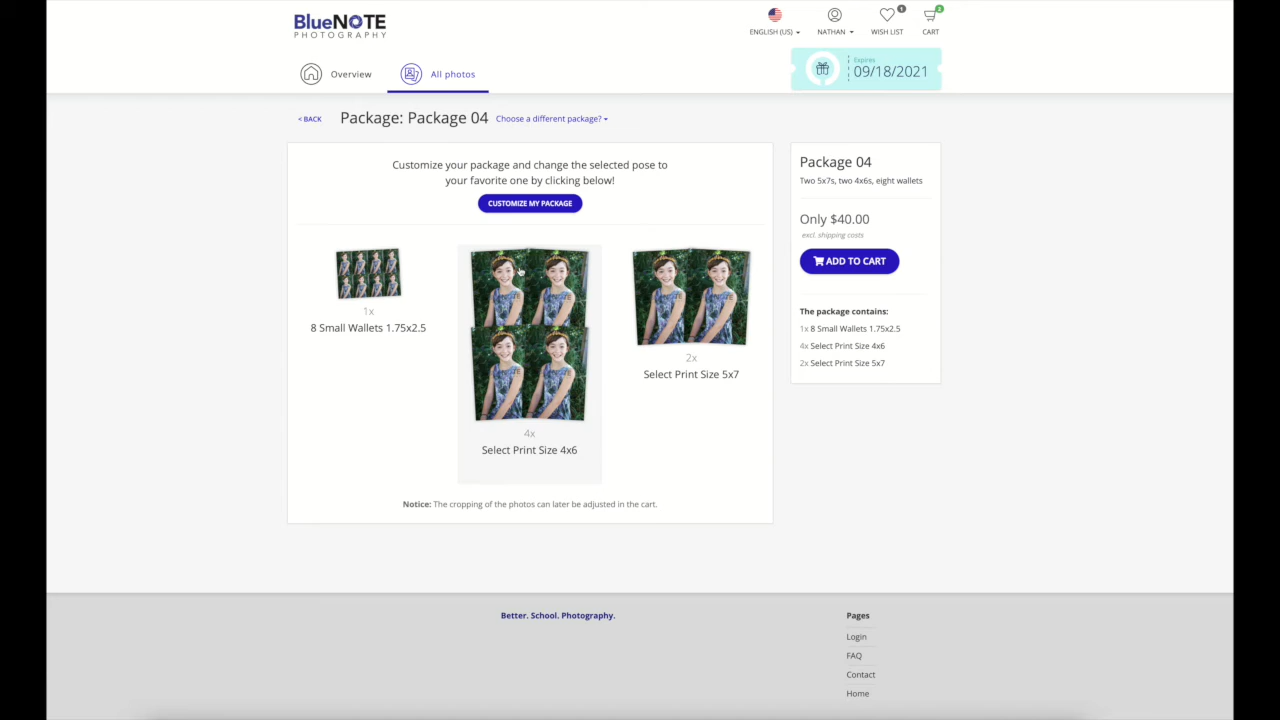 BlueNOTE
PHOTOGRAPHY
ENGLISH (US)
NATHAN
1
WISH LIST
2
CART
Overview
All photos
Expires
09/18/2021
< BACK
Package: Package 04
Choose a different package?
Customize your package and change the selected pose to
your favorite one by clicking below!
CUSTOMIZE MY PACKAGE
1x
8 Small Wallets 1.75x2.5
4x
Select Print Size 4x6
2x
Select Print Size 5x7
Notice: The cropping of the photos can later be adjusted in the cart.
Package 04
Two 5x7s, two 4x6s, eight wallets
Only $40.00
excl. shipping costs
ADD TO CART
The package contains:
1x 8 Small Wallets 1.75x2.5
4x Select Print Size 4x6
2x Select Print Size 5x7
Better. School. Photography.
Pages
Login
FAQ
Contact
Home